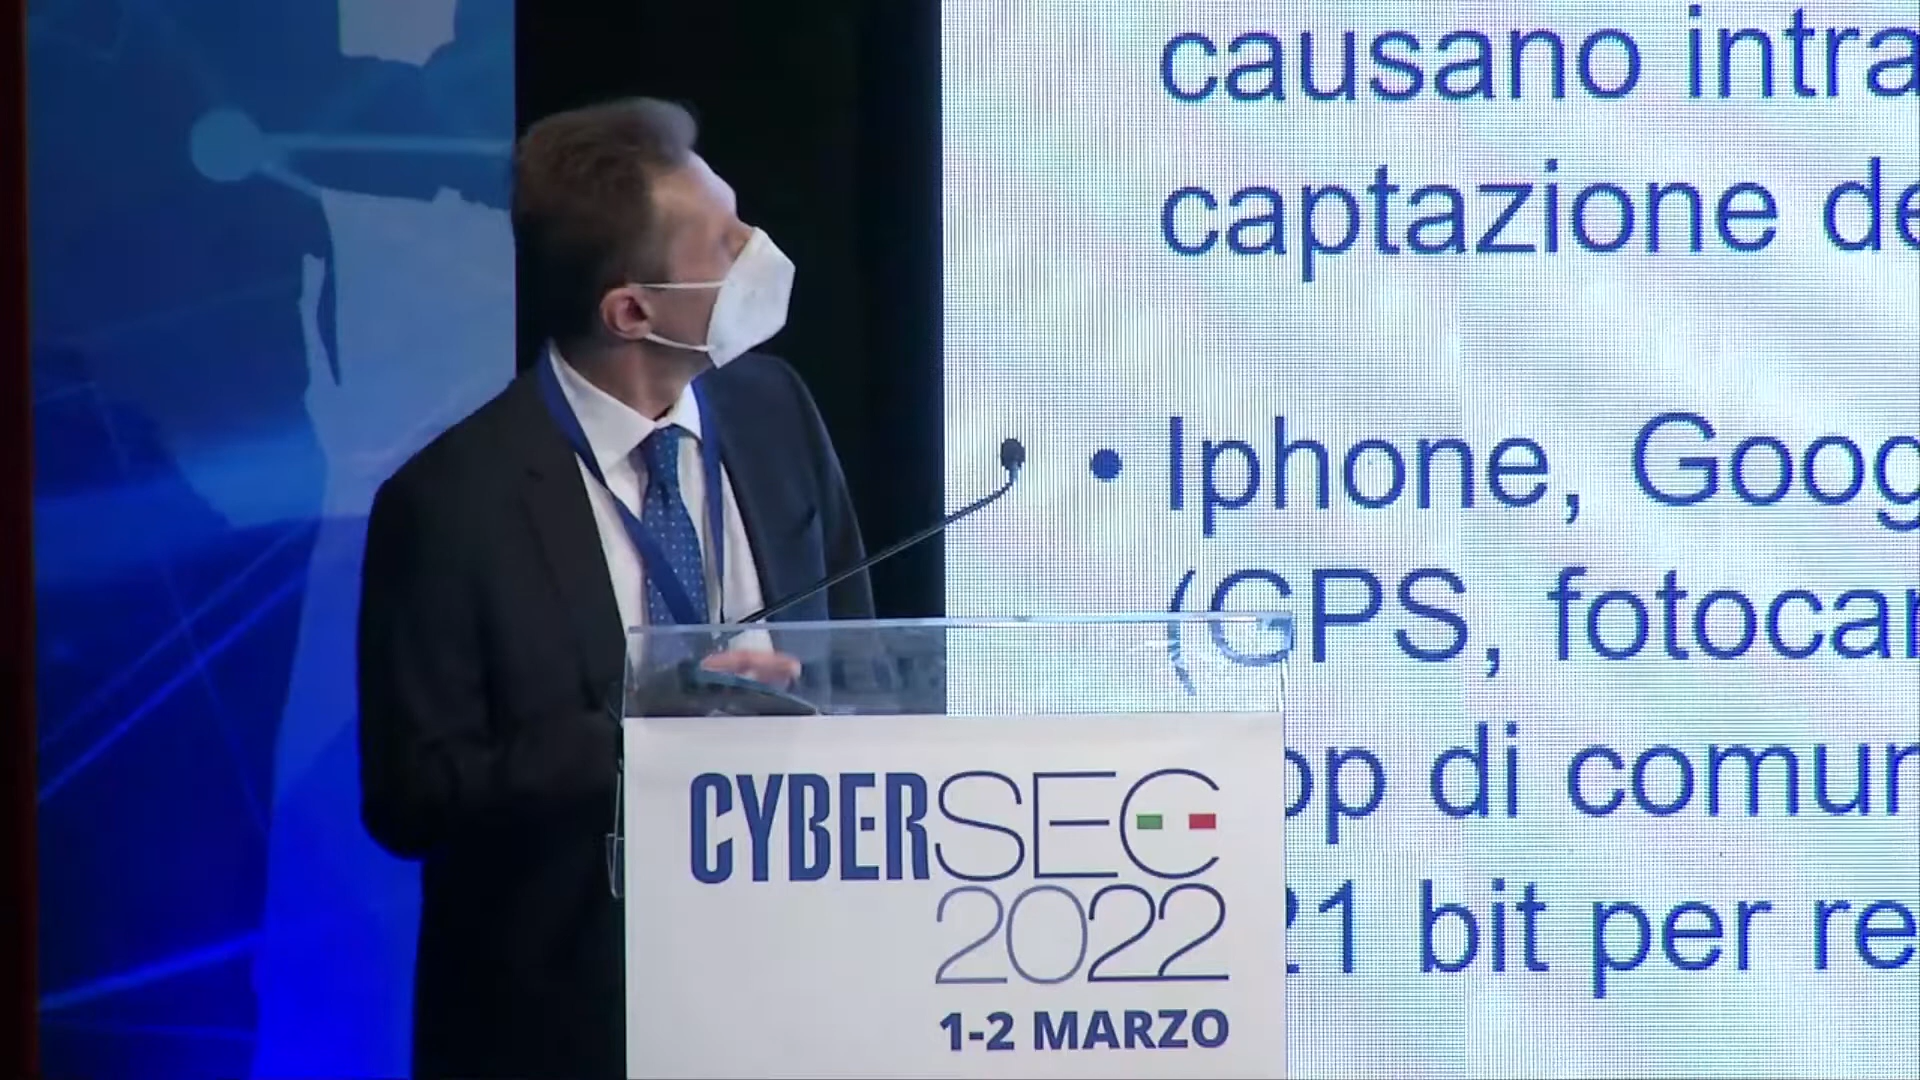 causano intra
captazione de
• Iphone, Goog
(GPS, fotocar
op di comun
21 bit per re
CYBERSEC
2022
1-2 MARZO